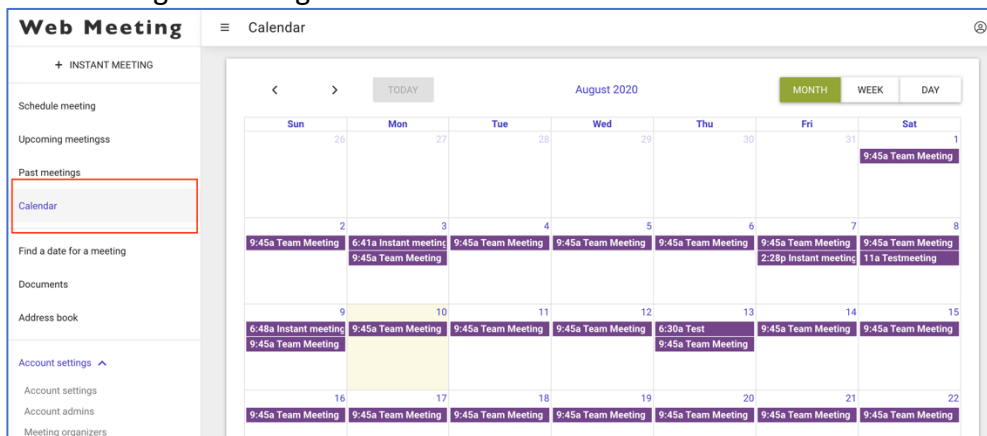 Web Meeting
≡ Calendar
+ INSTANT MEETING
Schedule meeting
Upcoming meetingss
Past meetings
Calendar
Find a date for a meeting
Documents
Address book
Account settings
Account settings
Account admins
Meeting organizers
< > TODAY August 2020 MONTH WEEK DAY
Sun Mon Tue Wed Thu Fri Sat
26 27 28 29 30 31 1
9:45a Team Meeting
2 3 4 5 6 7 8
9:45a Team Meeting 6:41a Instant meeting 9:45a Team Meeting 9:45a Team Meeting 9:45a Team Meeting 9:45a Team Meeting 9:45a Team Meeting
9:45a Team Meeting 2:28p Instant meeting 11a Testmeeting
9 10 11 12 13 14 15
6:48a Instant meeting 9:45a Team Meeting 9:45a Team Meeting 9:45a Team Meeting 6:30a Test 9:45a Team Meeting 9:45a Team Meeting
9:45a Team Meeting 9:45a Team Meeting
16 17 18 19 20 21 22
9:45a Team Meeting 9:45a Team Meeting 9:45a Team Meeting 9:45a Team Meeting 9:45a Team Meeting 9:45a Team Meeting 9:45a Team Meeting